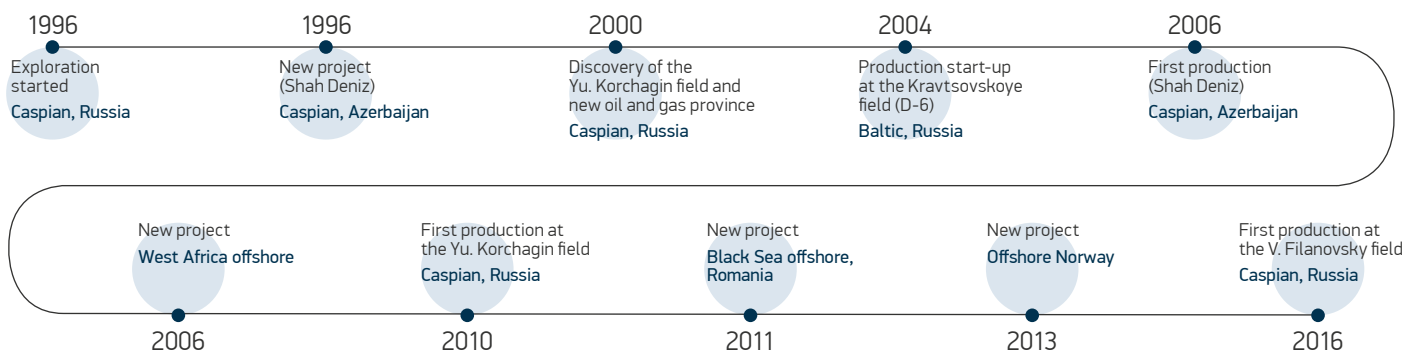 1996
Exploration
started
Caspian, Russia
1996
New project
(Shah Deniz)
Caspian, Azerbaijan
2000
Discovery of the
Yu. Korchagin field and
new oil and gas province
Caspian, Russia
2004
Production start-up
at the Kravtsovskoye
field (D-6)
Baltic, Russia
2006
First production
(Shah Deniz)
Caspian, Azerbaijan
New project
West Africa offshore
2006
First production at
the Yu. Korchagin field
Caspian, Russia
2010
New project
Black Sea offshore,
Romania
2011
New project
Offshore Norway
2013
First production at
the V. Filanovsky field
Caspian, Russia
2016